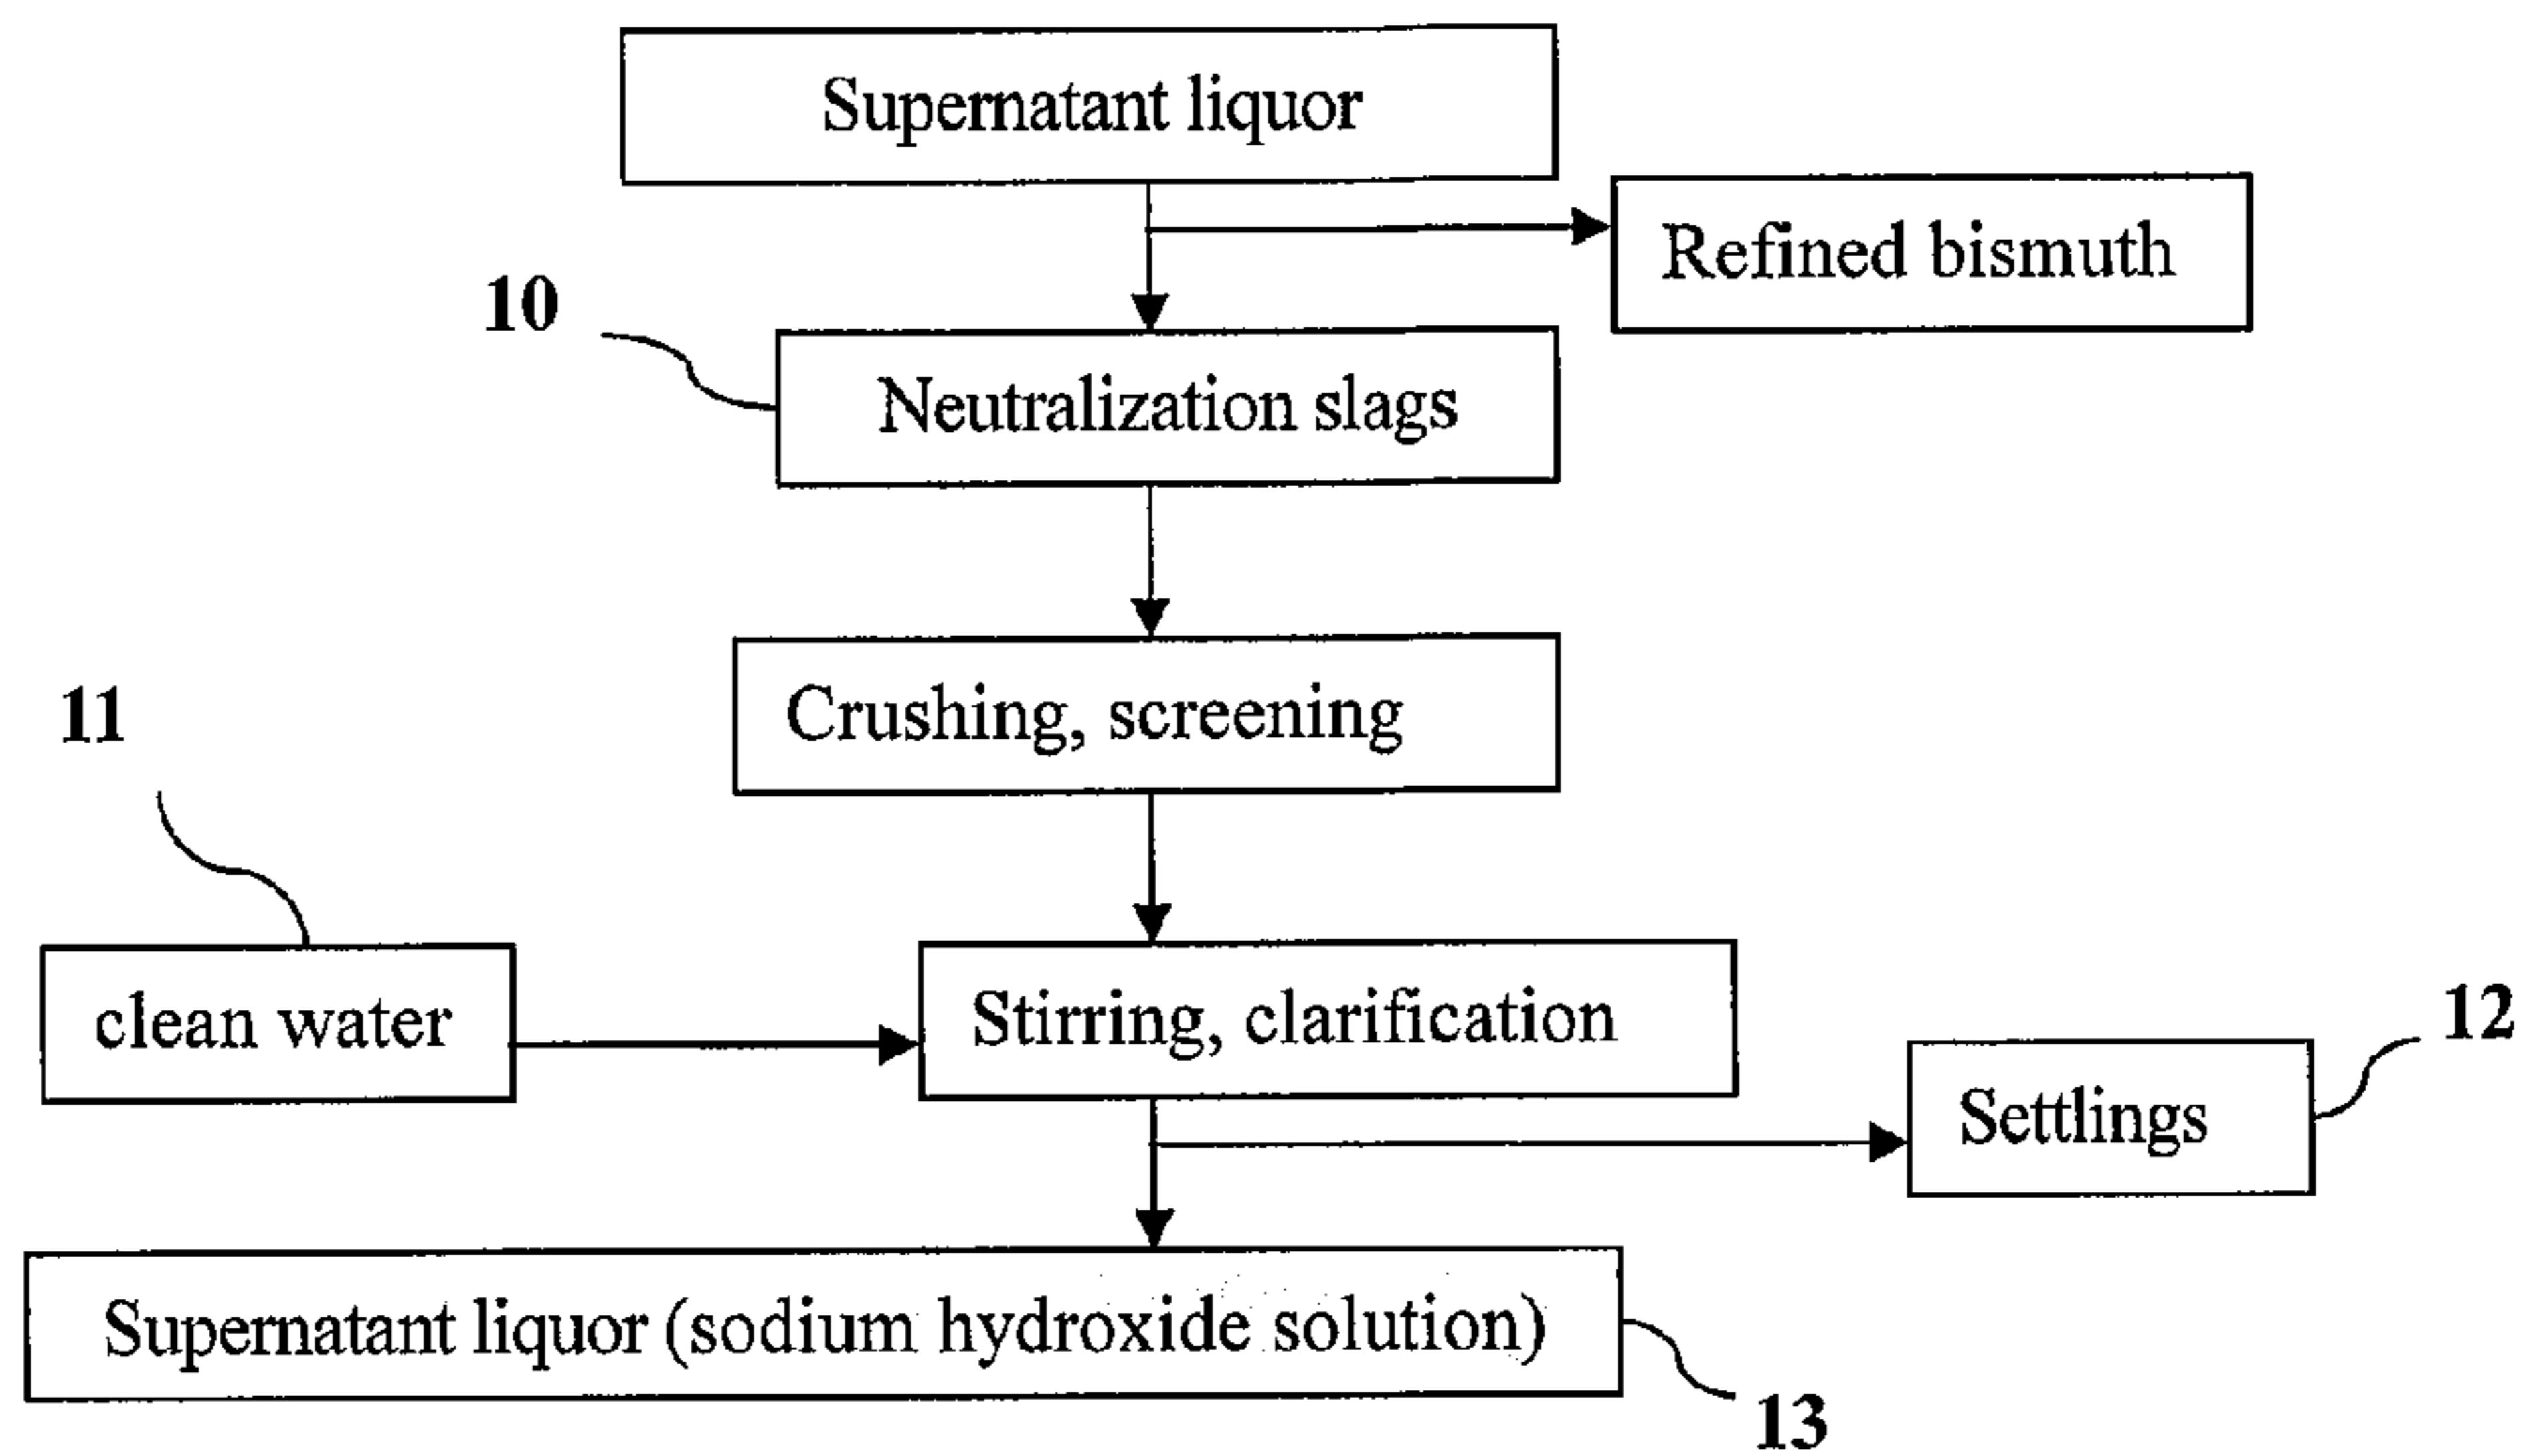 Supernatant liquor
Refined bismuth
10
Neutralization slags
11
Crushing, screening
clean water
Stirring, clarification
12
Settlings
Supernatant liquor (sodium hydroxide solution)
13